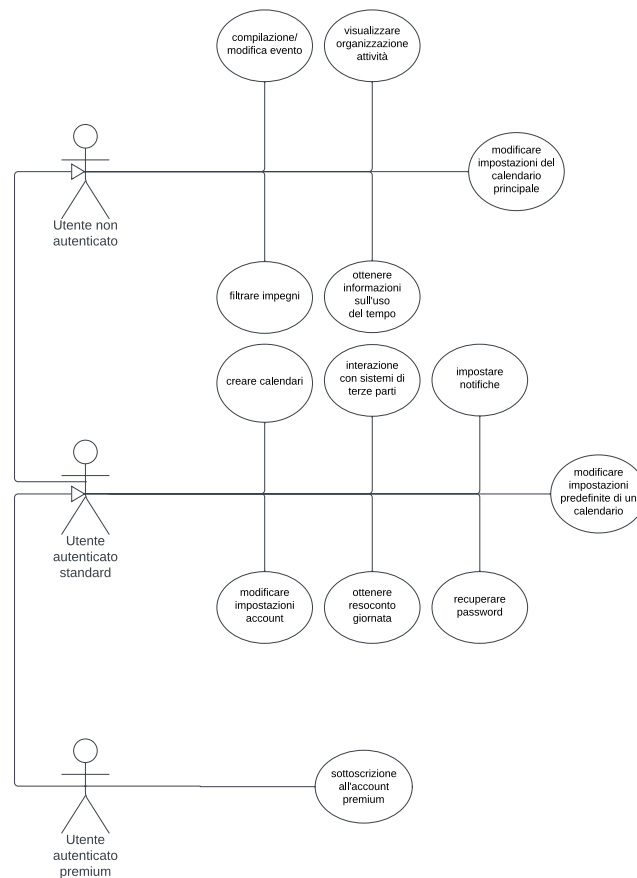 compilazione/
modifica evento
visualizzare
organizzazione
attività
modificare
impostazioni del
calendario
principale
Utente non
autenticato
filtrare impegni
ottenere
informazioni
sull'uso
del tempo
creare calendari
interazione
con sistemi di
terze parti
impostare
notifiche
modificare
impostazioni
predefinite di un
calendario
Utente
autenticato
standard
modificare
impostazioni
account
ottenere
resoconto
giornata
recuperare
password
sottoscrizione
all'account
premium
Utente
autenticato
premium